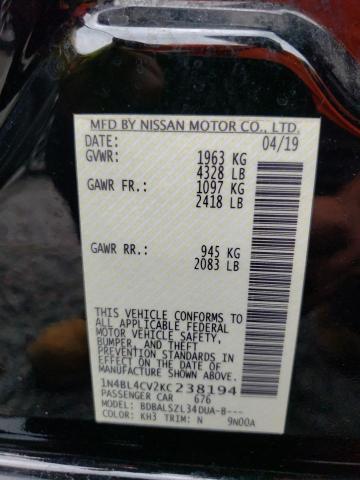 MFD BY NISSAN MOTOR CO., LTD.
DATE: 04/19
GVWR: 1963 KG
4328 LB
GAWR FR.: 1097 KG
2418 LB
GAWR RR.: 945 KG
2083 LB
THIS VEHICLE CONFORMS TO
ALL APPLICABLE FEDERAL
MOTOR VEHICLE SAFETY,
BUMPER, AND THEFT
PREVENTION STANDARDS
IN EFFECT ON THE DATE OF
MANUFACTURE SHOWN ABOVE.
1N4BL4CV2KC238194
PASSENGER CAR 676
MODEL: BDBALSZL34DUA-8---
COLOR: KH3 TRIM: N 9N00A